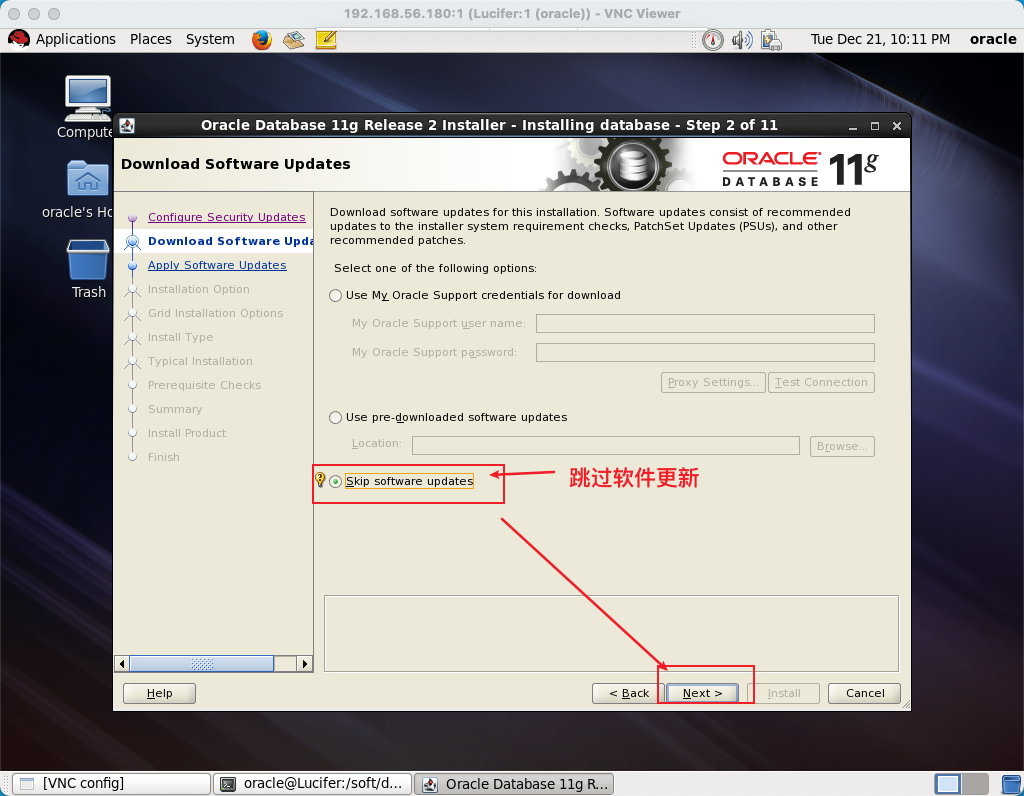 192.168.56.180:1 (Lucifer:1 (oracle)) - VNC Viewer
Applications Places System Tue Dec 21, 10:11 PM oracle
Compute
oracle's Ho
Trash
Oracle Database 11g Release 2 Installer - Installing database - Step 2 of 11
Download Software Updates
ORACLE
DATABASE 11g
Configure Security Updates
Download Software Upda
Apply Software Updates
Installation Option
Grid Installation Options
Install Type
Typical Installation
Prerequisite Checks
Summary
Install Product
Finish
Download software updates for this installation. Software updates consist of recommended
updates to the installer system requirement checks, PatchSet Updates (PSUs), and other
recommended patches.
Select one of the following options:
Use My Oracle Support credentials for download
My Oracle Support user name:
My Oracle Support password:
Proxy Settings... Test Connection
Use pre-downloaded software updates
Location: Browse...
Skip software updates 跳过软件更新
Help < Back Next > Install Cancel
[VNC config] oracle@Lucifer:/soft/d... Oracle Database 11g R...